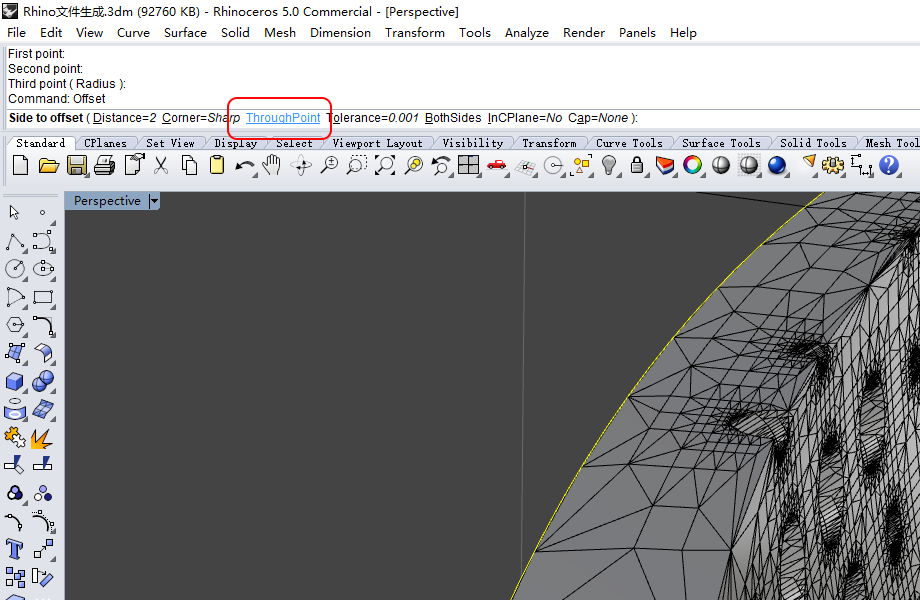 Rhino文件生成.3dm (92760 KB) - Rhinoceros 5.0 Commercial - [Perspective]
File Edit View Curve Surface Solid Mesh Dimension Transform Tools Analyze Render Panels Help
First point:
Second point:
Third point ( Radius ):
Command: Offset
Side to offset ( Distance=2 Corner=Sharp ThroughPoint Tolerance=0.001 BothSides InCPlane=No Cap=None ):
Standard CPlanes Set View Display Select Viewport Layout Visibility Transform Curve Tools Surface Tools Solid Tools Mesh Tool
Perspective